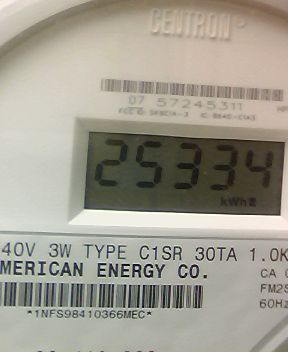 CENTRON®
07 57245311
25334
kWh
40V 3W TYPE C1SR 30TA 1.0K
MERICAN ENERGY CO.
CA
FM2S
60Hz
*1NFS98410366MEC*